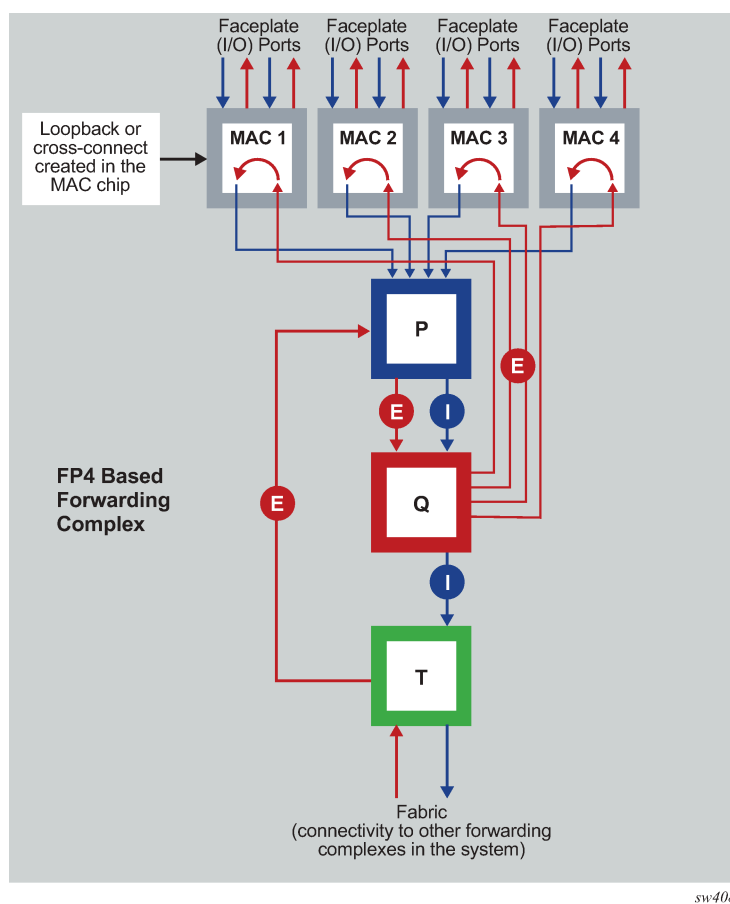 Faceplate
(I/O) Ports
Faceplate
(I/O) Ports
Faceplate
(I/O) Ports
Faceplate
(I/O) Ports
Loopback or
cross-connect
created in the
MAC chip
MAC 1
MAC 2
MAC 3
MAC 4
P
E
E
I
Q
FP4 Based
Forwarding
Complex
E
I
T
Fabric
(connectivity to other forwarding
complexes in the system)